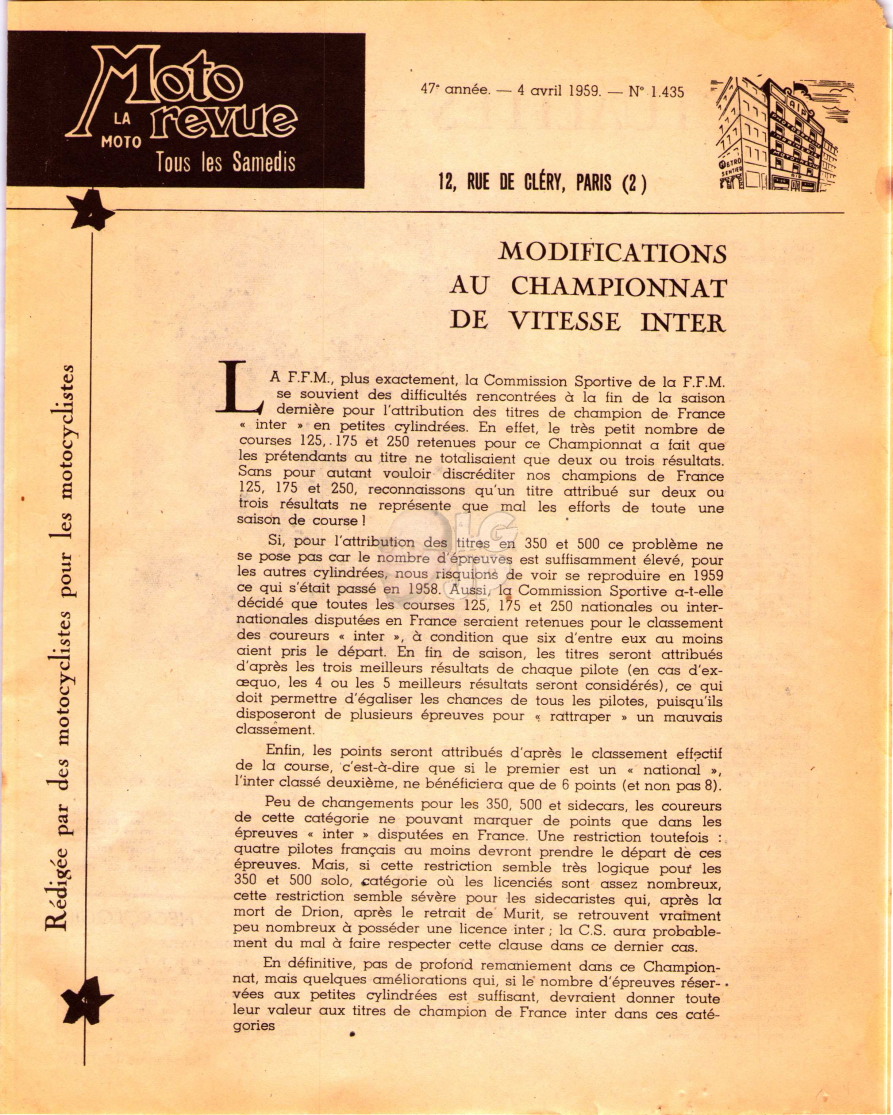 Moto
revue
LA
MOTO
Tous les Samedis
47e année. — 4 avril 1959. — N° 1.435
12, RUE DE CLÉRY, PARIS (2)
METRO
SENTIER
Rédigée par des motocyclistes pour les motocyclistes
MODIFICATIONS
AU CHAMPIONNAT
DE VITESSE INTER
LA F.F.M., plus exactement, la Commission Sportive de la F.F.M.
se souvient des difficultés rencontrées à la fin de la saison
dernière pour l'attribution des titres de champion de France
« inter » en petites cylindrées. En effet, le très petit nombre de
courses 125, 175 et 250 retenues pour ce Championnat a fait que
les prétendants au titre ne totalisaient que deux ou trois résultats.
Sans pour autant vouloir discréditer nos champions de France
125, 175 et 250, reconnaissons qu'un titre attribué sur deux ou
trois résultats ne représente que mal les efforts de toute une
saison de course !
Si, pour l'attribution des titres en 350 et 500 ce problème ne
se pose pas car le nombre d'épreuves est suffisamment élevé, pour
les autres cylindrées, nous risquions de voir se reproduire en 1959
ce qui s'était passé en 1958. Aussi, la Commission Sportive a-t-elle
décidé que toutes les courses 125, 175 et 250 nationales ou inter-
nationales disputées en France seraient retenues pour le classement
des coureurs « inter », à condition que six d'entre eux au moins
aient pris le départ. En fin de saison, les titres seront attribués
d'après les trois meilleurs résultats de chaque pilote (en cas d'ex-
æquo, les 4 ou les 5 meilleurs résultats seront considérés), ce qui
doit permettre d'égaliser les chances de tous les pilotes, puisqu'ils
disposeront de plusieurs épreuves pour « rattraper » un mauvais
classement.
Enfin, les points seront attribués d'après le classement effectif
de la course, c'est-à-dire que si le premier est un « national »,
l'inter classé deuxième, ne bénéficiera que de 6 points (et non pas 8).
Peu de changements pour les 350, 500 et sidecars, les coureurs
de cette catégorie ne pouvant marquer de points que dans les
épreuves « inter » disputées en France. Une restriction toutefois :
quatre pilotes français au moins devront prendre le départ de ces
épreuves. Mais, si cette restriction semble très logique pour les
350 et 500 solo, catégorie où les licenciés sont assez nombreux,
cette restriction semble sévère pour les sidecaristes qui, après la
mort de Drion, après le retrait de Murit, se retrouvent vraiment
peu nombreux à posséder une licence inter ; la C.S. aura probable-
ment du mal à faire respecter cette clause dans ce dernier cas.
En définitive, pas de profond remaniement dans ce Champion-
nat, mais quelques améliorations qui, si le nombre d'épreuves réser-
vées aux petites cylindrées est suffisant, devraient donner toute
leur valeur aux titres de champion de France inter dans ces caté-
gories